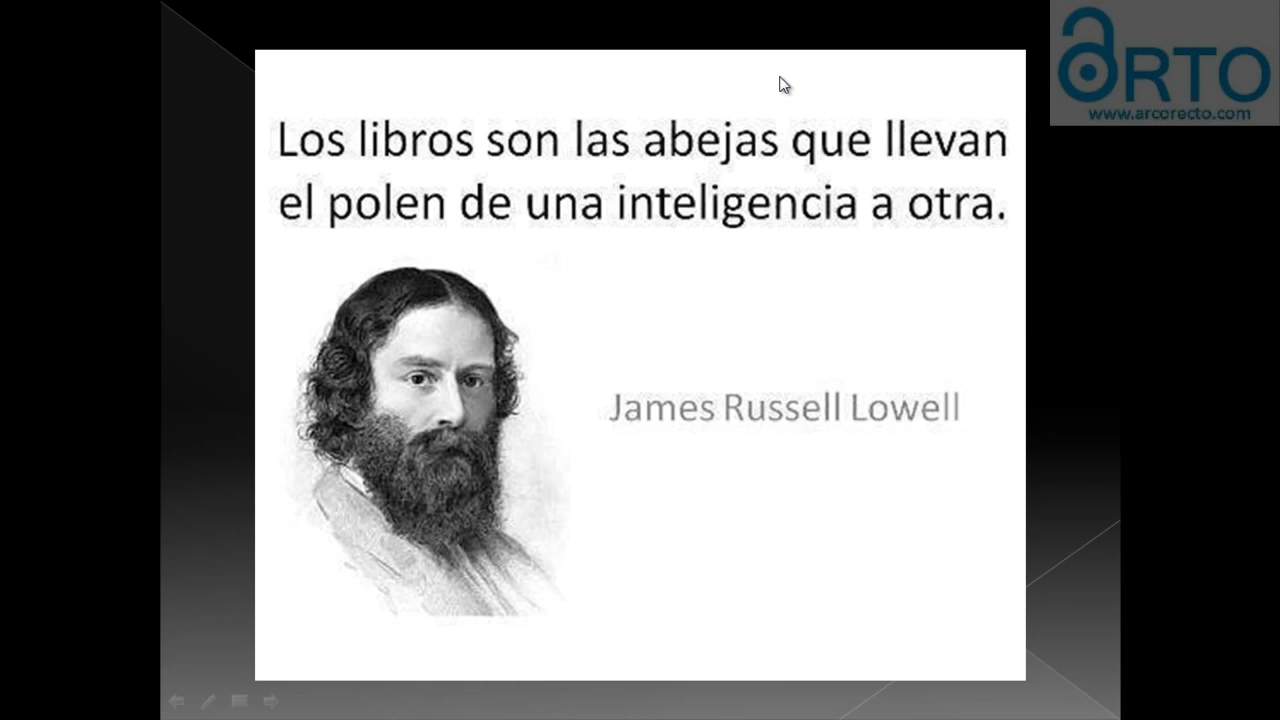 aRTO
www.arcorecto.com
Los libros son las abejas que llevan
el polen de una inteligencia a otra.
James Russell Lowell